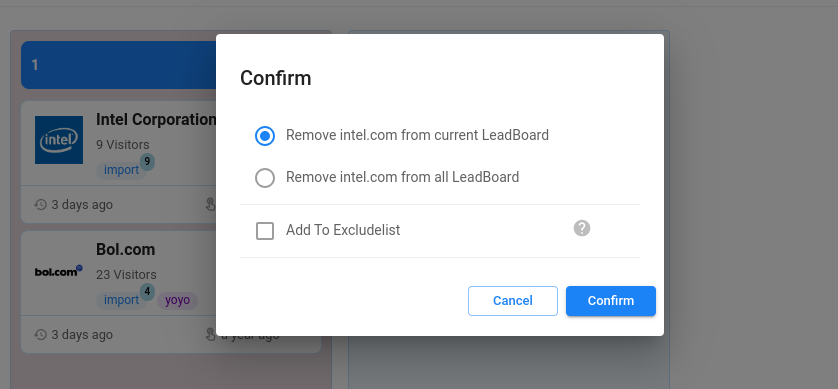 1
Intel Corporation
intel
9 Visitors
import 9
3 days ago
Bol.com
bol.com
23 Visitors
import 4 yoyo
3 days ago
a year ago
Confirm
Remove intel.com from current LeadBoard
Remove intel.com from all LeadBoard
Add To Excludelist ?
Cancel Confirm